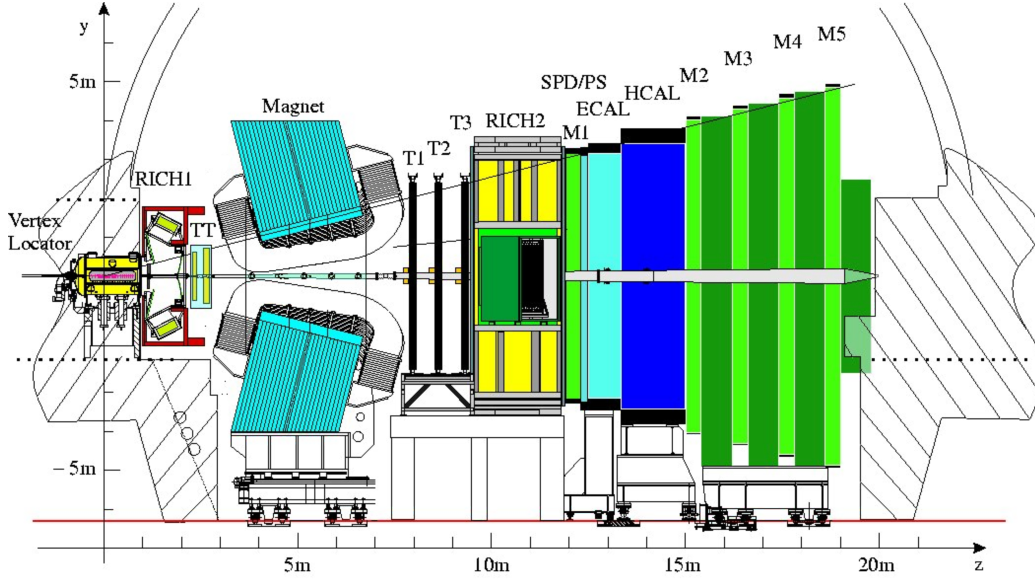 y
5m
M5
M4
M3
M2
SPD/PS
HCAL
ECAL
Magnet
T3
RICH2
M1
T2
T1
RICH1
TT
Vertex
Locator
−5m
5m
10m
15m
20m
z